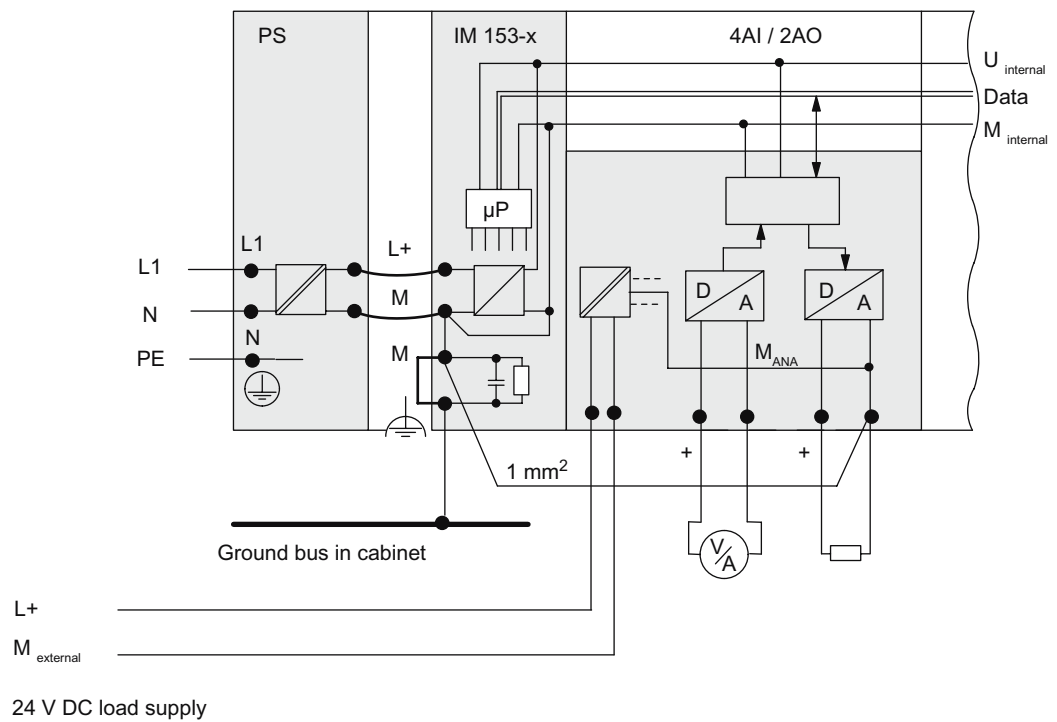 PS
IM 153-x
4AI / 2AO
U internal
Data
M internal
µP
L1
L+
L1
D
A
D
A
M
N
N
M
MANA
PE
+
+
1 mm2
V/A
Ground bus in cabinet
L+
M external
24 V DC load supply